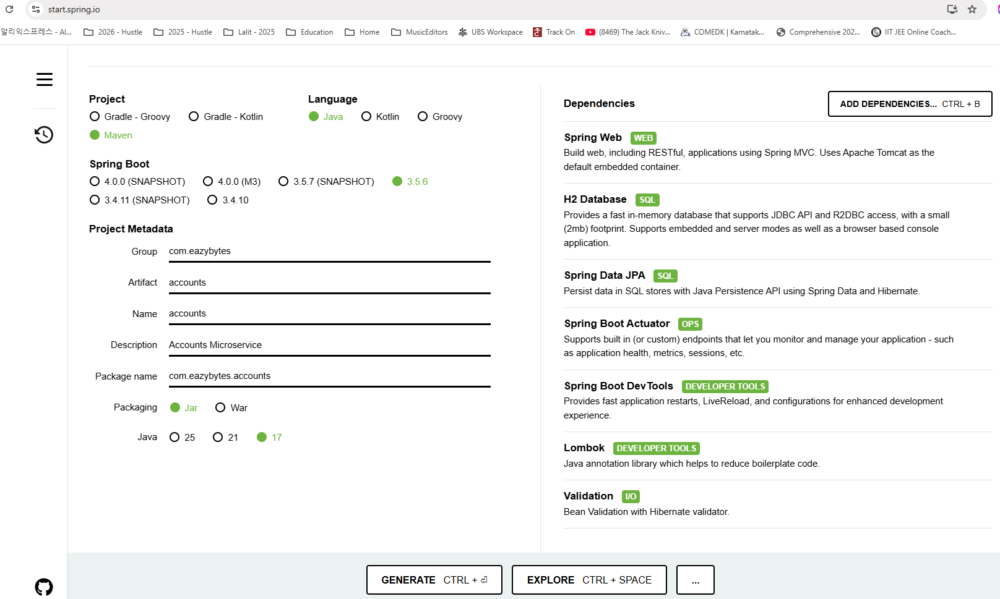 start.spring.io
알리익스프레스 - Al... 2026 - Hustle 2025 - Hustle Lalit - 2025 Education Home MusicEditors UBS Workspace Track On (8469) The Jack Kniv... COMEDK | Karnatak... Comprehensive 202... IIT JEE Online Coach...
Project
Gradle - Groovy Gradle - Kotlin
Maven
Language
Java Kotlin Groovy
Spring Boot
4.0.0 (SNAPSHOT) 4.0.0 (M3) 3.5.7 (SNAPSHOT) 3.5.6
3.4.11 (SNAPSHOT) 3.4.10
Project Metadata
Group com.eazybytes
Artifact accounts
Name accounts
Description Accounts Microservice
Package name com.eazybytes.accounts
Packaging Jar War
Java 25 21 17
Dependencies ADD DEPENDENCIES... CTRL + B
Spring Web WEB
Build web, including RESTful, applications using Spring MVC. Uses Apache Tomcat as the
default embedded container.
H2 Database SQL
Provides a fast in-memory database that supports JDBC API and R2DBC access, with a small
(2mb) footprint. Supports embedded and server modes as well as a browser based console
application.
Spring Data JPA SQL
Persist data in SQL stores with Java Persistence API using Spring Data and Hibernate.
Spring Boot Actuator OPS
Supports built in (or custom) endpoints that let you monitor and manage your application - such
as application health, metrics, sessions, etc.
Spring Boot DevTools DEVELOPER TOOLS
Provides fast application restarts, LiveReload, and configurations for enhanced development
experience.
Lombok DEVELOPER TOOLS
Java annotation library which helps to reduce boilerplate code.
Validation I/O
Bean Validation with Hibernate validator.
GENERATE CTRL + ⏎ EXPLORE CTRL + SPACE ...